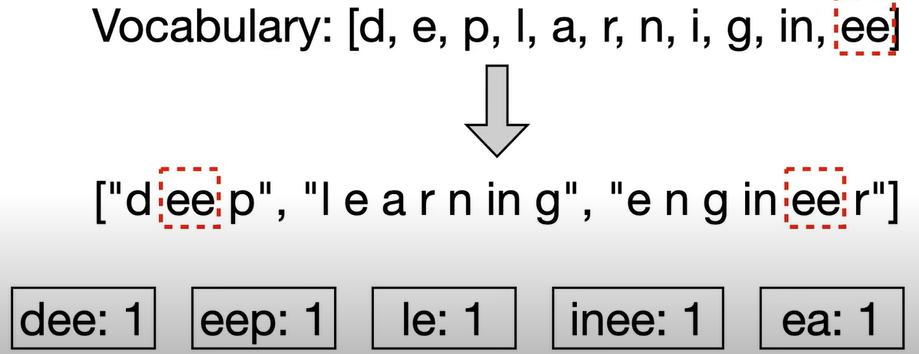 Vocabulary: [d, e, p, l, a, r, n, i, g, in, ee]
["d ee p", "l e a r n in g", "e n g in ee r"]
dee: 1 eep: 1 le: 1 inee: 1 ea: 1